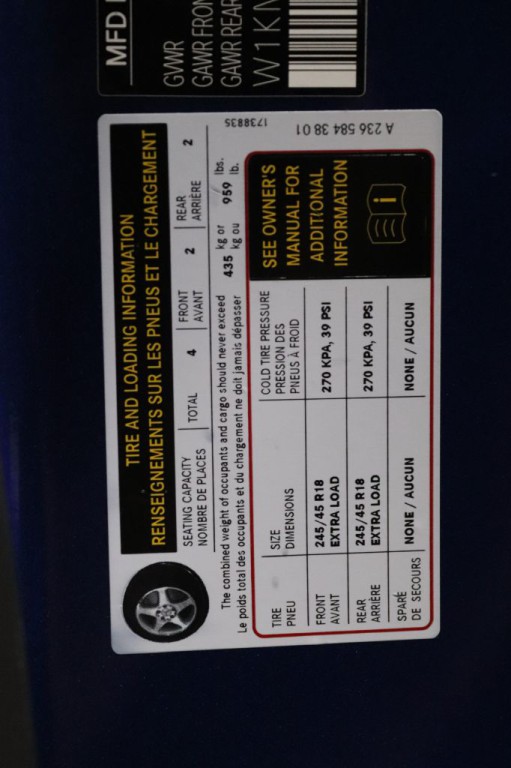 MFD
GVWR
GAWR FRON
GAWR REAR
W1KN
TIRE AND LOADING INFORMATION
RENSEIGNEMENTS SUR LES PNEUS ET LE CHARGEMENT
SEATING CAPACITY
NOMBRE DE PLACES
TOTAL 4
FRONT
AVANT
2
REAR
ARRIÈRE
2
The combined weight of occupants and cargo should never exceed
Le poids total des occupants et du chargement ne doit jamais dépasser
435
kg or
kg ou
959
lbs.
lb.
TIRE
PNEU
SIZE
DIMENSIONS
COLD TIRE PRESSURE
PRESSION DES
PNEUS À FROID
FRONT
AVANT
245/45 R18
EXTRA LOAD
270 KPA, 39 PSI
REAR
ARRIÈRE
245/45 R18
EXTRA LOAD
270 KPA, 39 PSI
SPARE
DE SECOURS
NONE / AUCUN
NONE / AUCUN
SEE OWNER'S
MANUAL FOR
ADDITIONAL
INFORMATION
i
1738835
A 236 584 38 01